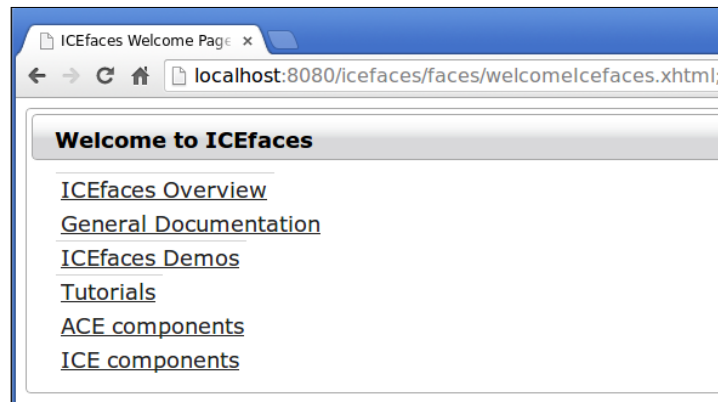 ICEfaces Welcome Page
localhost:8080/icefaces/faces/welcomeIcefaces.xhtml;
Welcome to ICEfaces
ICEfaces Overview
General Documentation
ICEfaces Demos
Tutorials
ACE components
ICE components